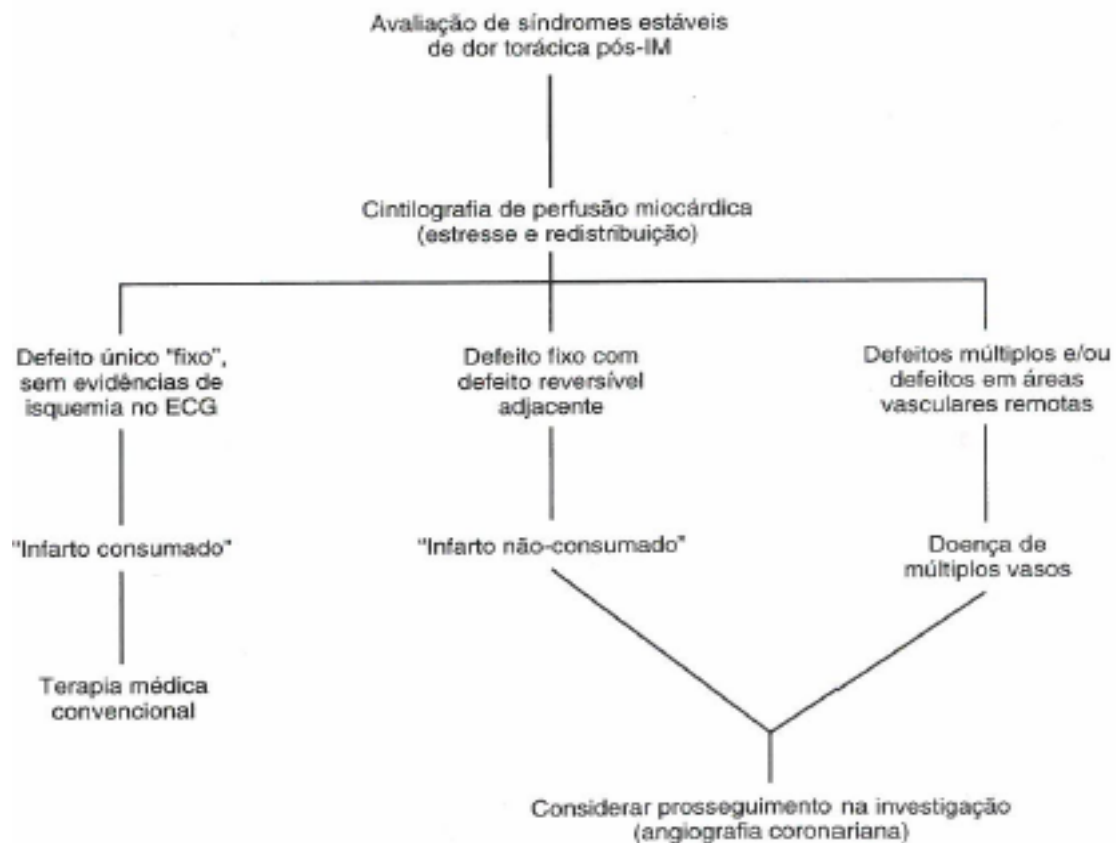 Avaliação de síndromes estáveis
de dor torácica pós-IM
Cintilografia de perfusão miocárdica
(estresse e redistribuição)
Defeito único "fixo",
sem evidências de
isquemia no ECG
Defeito fixo com
defeito reversível
adjacente
Defeitos múltiplos e/ou
defeitos em áreas
vasculares remotas
"Infarto consumado"
"Infarto não-consumado"
Doença de
múltiplos vasos
Terapia médica
convencional
Considerar prosseguimento na investigação
(angiografia coronariana)